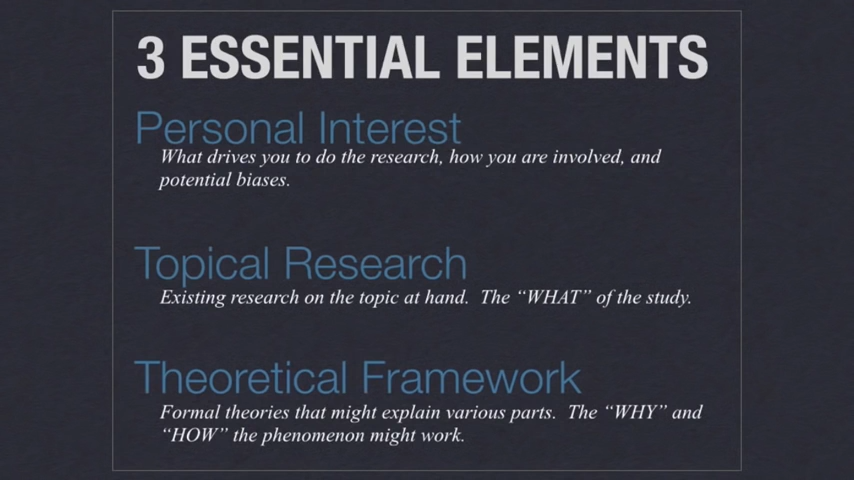 3 ESSENTIAL ELEMENTS
Personal Interest
What drives you to do the research, how you are involved, and
potential biases.
Topical Research
Existing research on the topic at hand.  The “WHAT” of the study.
Theoretical Framework
Formal theories that might explain various parts.  The “WHY” and
“HOW” the phenomenon might work.